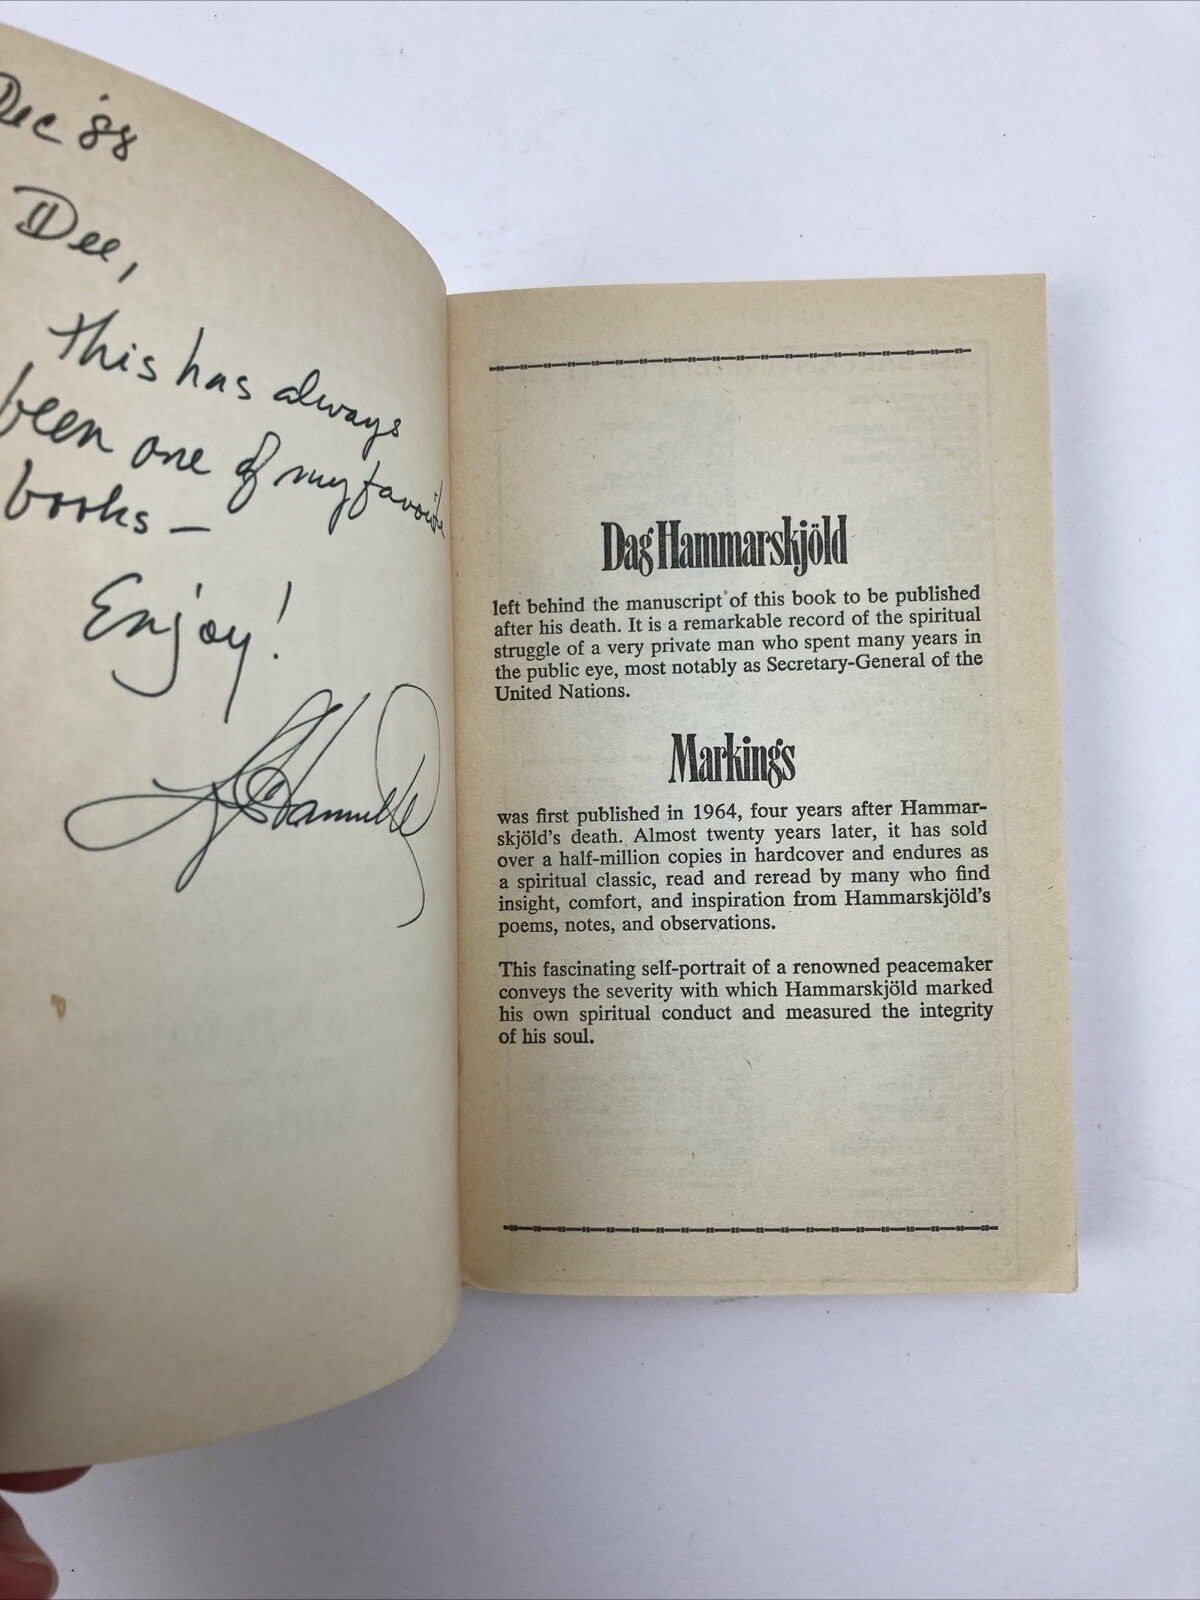 Dec '88
Dee,
This has always
been one of my favorite
books —
Enjoy!
Dag Hammarskjöld
left behind the manuscript of this book to be published
after his death. It is a remarkable record of the spiritual
struggle of a very private man who spent many years in
the public eye, most notably as Secretary-General of the
United Nations.
Markings
was first published in 1964, four years after Hammar-
skjöld's death. Almost twenty years later, it has sold
over a half-million copies in hardcover and endures as
a spiritual classic, read and reread by many who find
insight, comfort, and inspiration from Hammarskjöld's
poems, notes, and observations.
This fascinating self-portrait of a renowned peacemaker
conveys the severity with which Hammarskjöld marked
his own spiritual conduct and measured the integrity
of his soul.